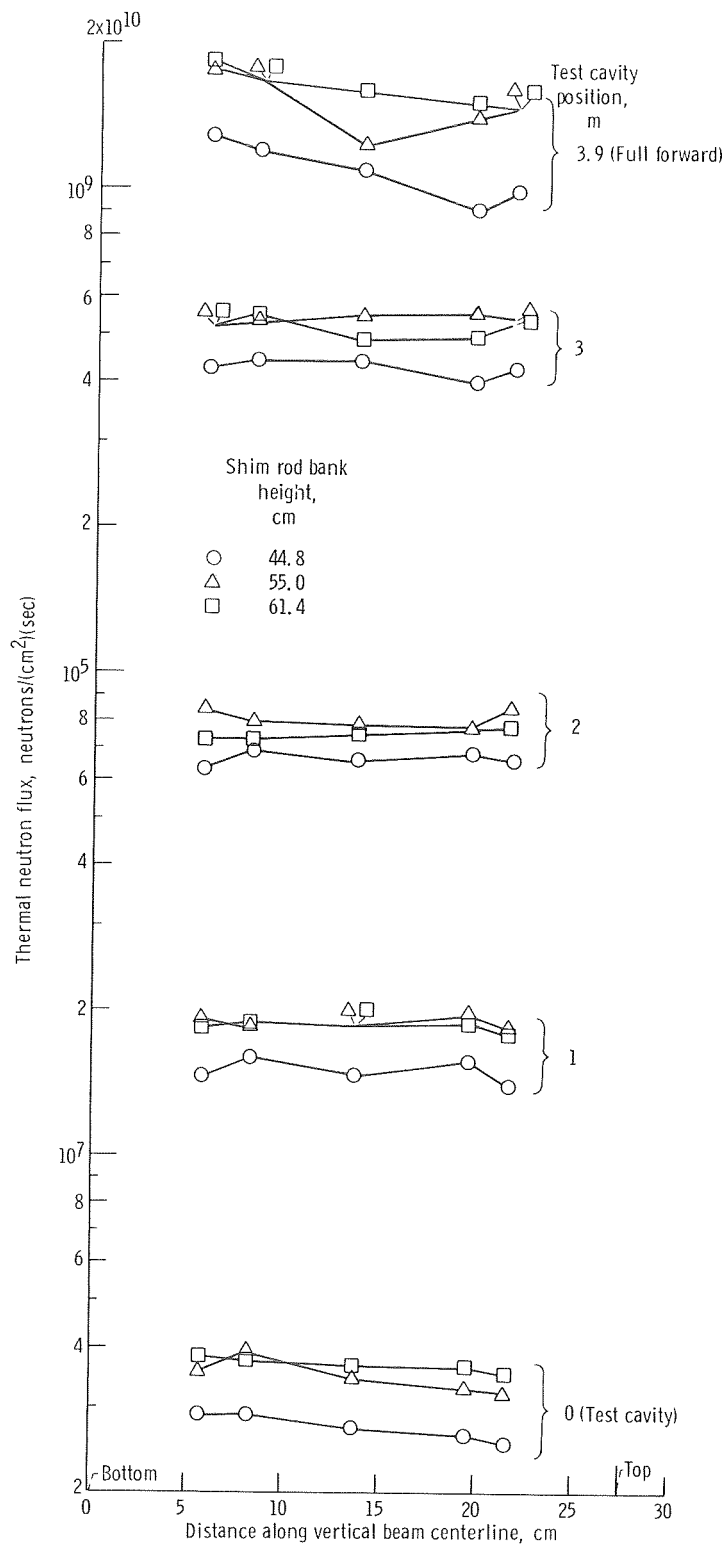 2x10¹⁰
Test cavity
position,
m
3.9 (Full forward)
10⁹
8
6
4
3
Shim rod bank
height,
cm
44.8
55.0
61.4
2
10⁵
8
6
4
2
2
1
10⁷
8
6
4
0 (Test cavity)
2
Bottom
Top
0 5 10 15 20 25 30
Distance along vertical beam centerline, cm
Thermal neutron flux, neutrons/(cm²)(sec)